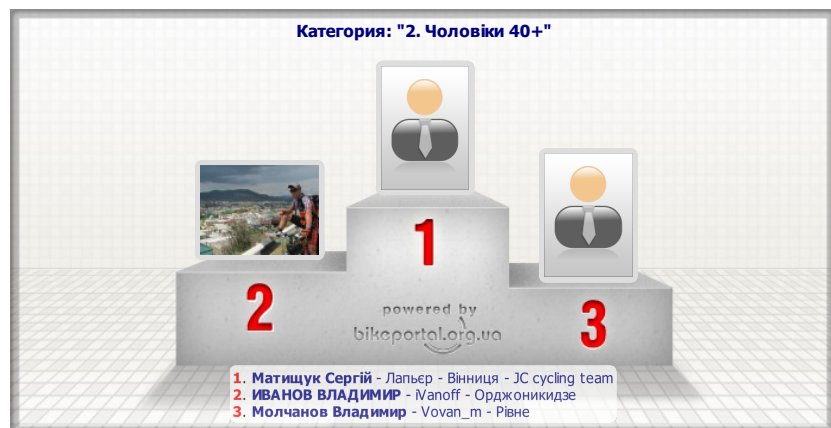 Категория: "2. Чоловіки 40+"
1
2
3
powered by
bikeportal.org.ua
1. Матищук Сергій - Лапьєр - Вінниця - JC cycling team
2. ИВАНОВ ВЛАДИМИР - iVanoff - Орджоникидзе
3. Молчанов Владимир - Vovan_m - Рівне